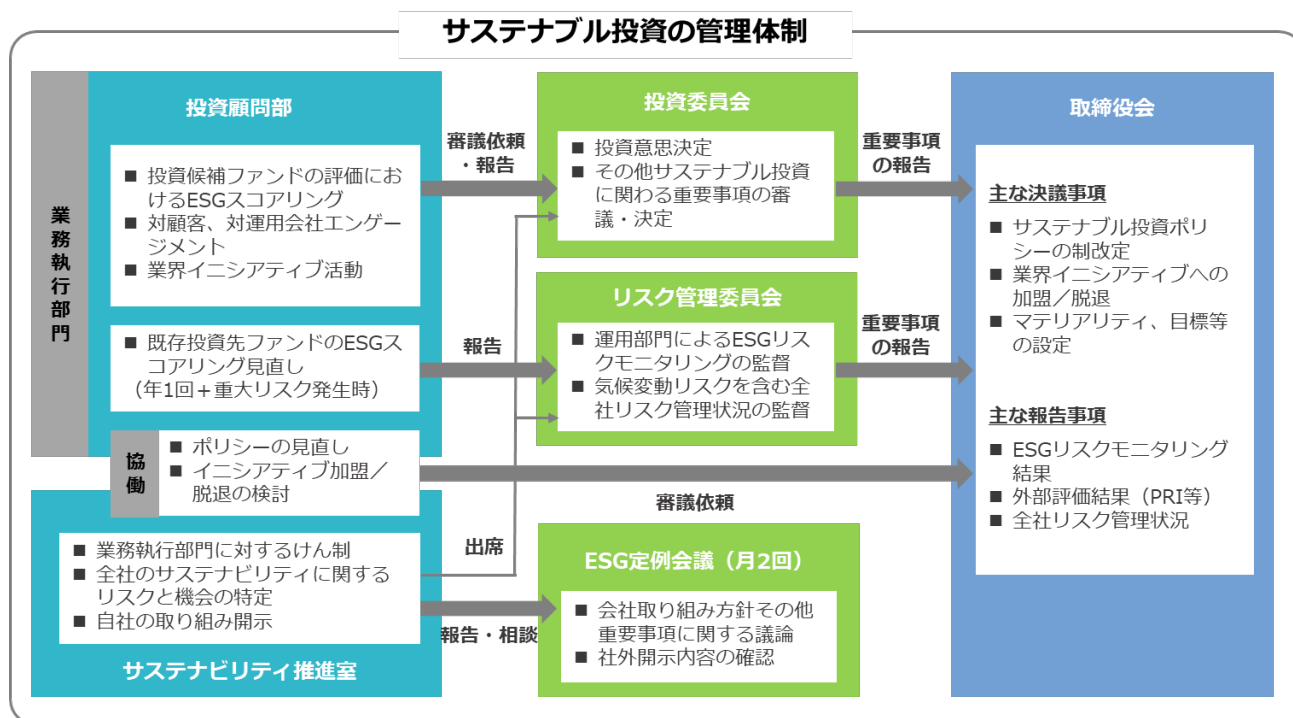 サステナブル投資の管理体制
業務執行部門
投資顧問部
■ 投資候補ファンドの評価にお
けるESGスコアリング
■ 対顧客、対運用会社エンゲー
ジメント
■ 業界イニシアティブ活動
■ 既存投資先ファンドのESGス
コアリング見直し
（年1回＋重大リスク発生時）
協働
■ ポリシーの見直し
■ イニシアティブ加盟／
脱退の検討
■ 業務執行部門に対するけん制
■ 全社のサステナビリティに関する
リスクと機会の特定
■ 自社の取り組み開示
サステナビリティ推進室
審議依頼
・報告
報告
出席
報告・相談
投資委員会
■ 投資意思決定
■ その他サステナブル投資
に関わる重要事項の審
議・決定
リスク管理委員会
■ 運用部門によるESGリス
クモニタリングの監督
■ 気候変動リスクを含む全
社リスク管理状況の監督
審議依頼
ESG定例会議（月2回）
■ 会社取り組み方針その他
重要事項に関する議論
■ 社外開示内容の確認
重要事項
の報告
重要事項
の報告
取締役会
主な決議事項
■ サステナブル投資ポリ
シーの制改定
■ 業界イニシアティブへの
加盟／脱退
■ マテリアリティ、目標等
の設定
主な報告事項
■ ESGリスクモニタリング
結果
■ 外部評価結果（PRI等）
■ 全社リスク管理状況